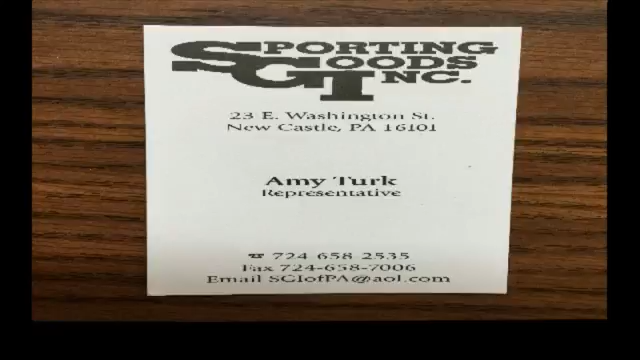 SPORTING
GOODS
INC.
23 E. Washington St.
New Castle, PA 16101
Amy Turk
Representative
☎ 724-658-2535
Fax 724-658-7006
Email SGIofPA@aol.com